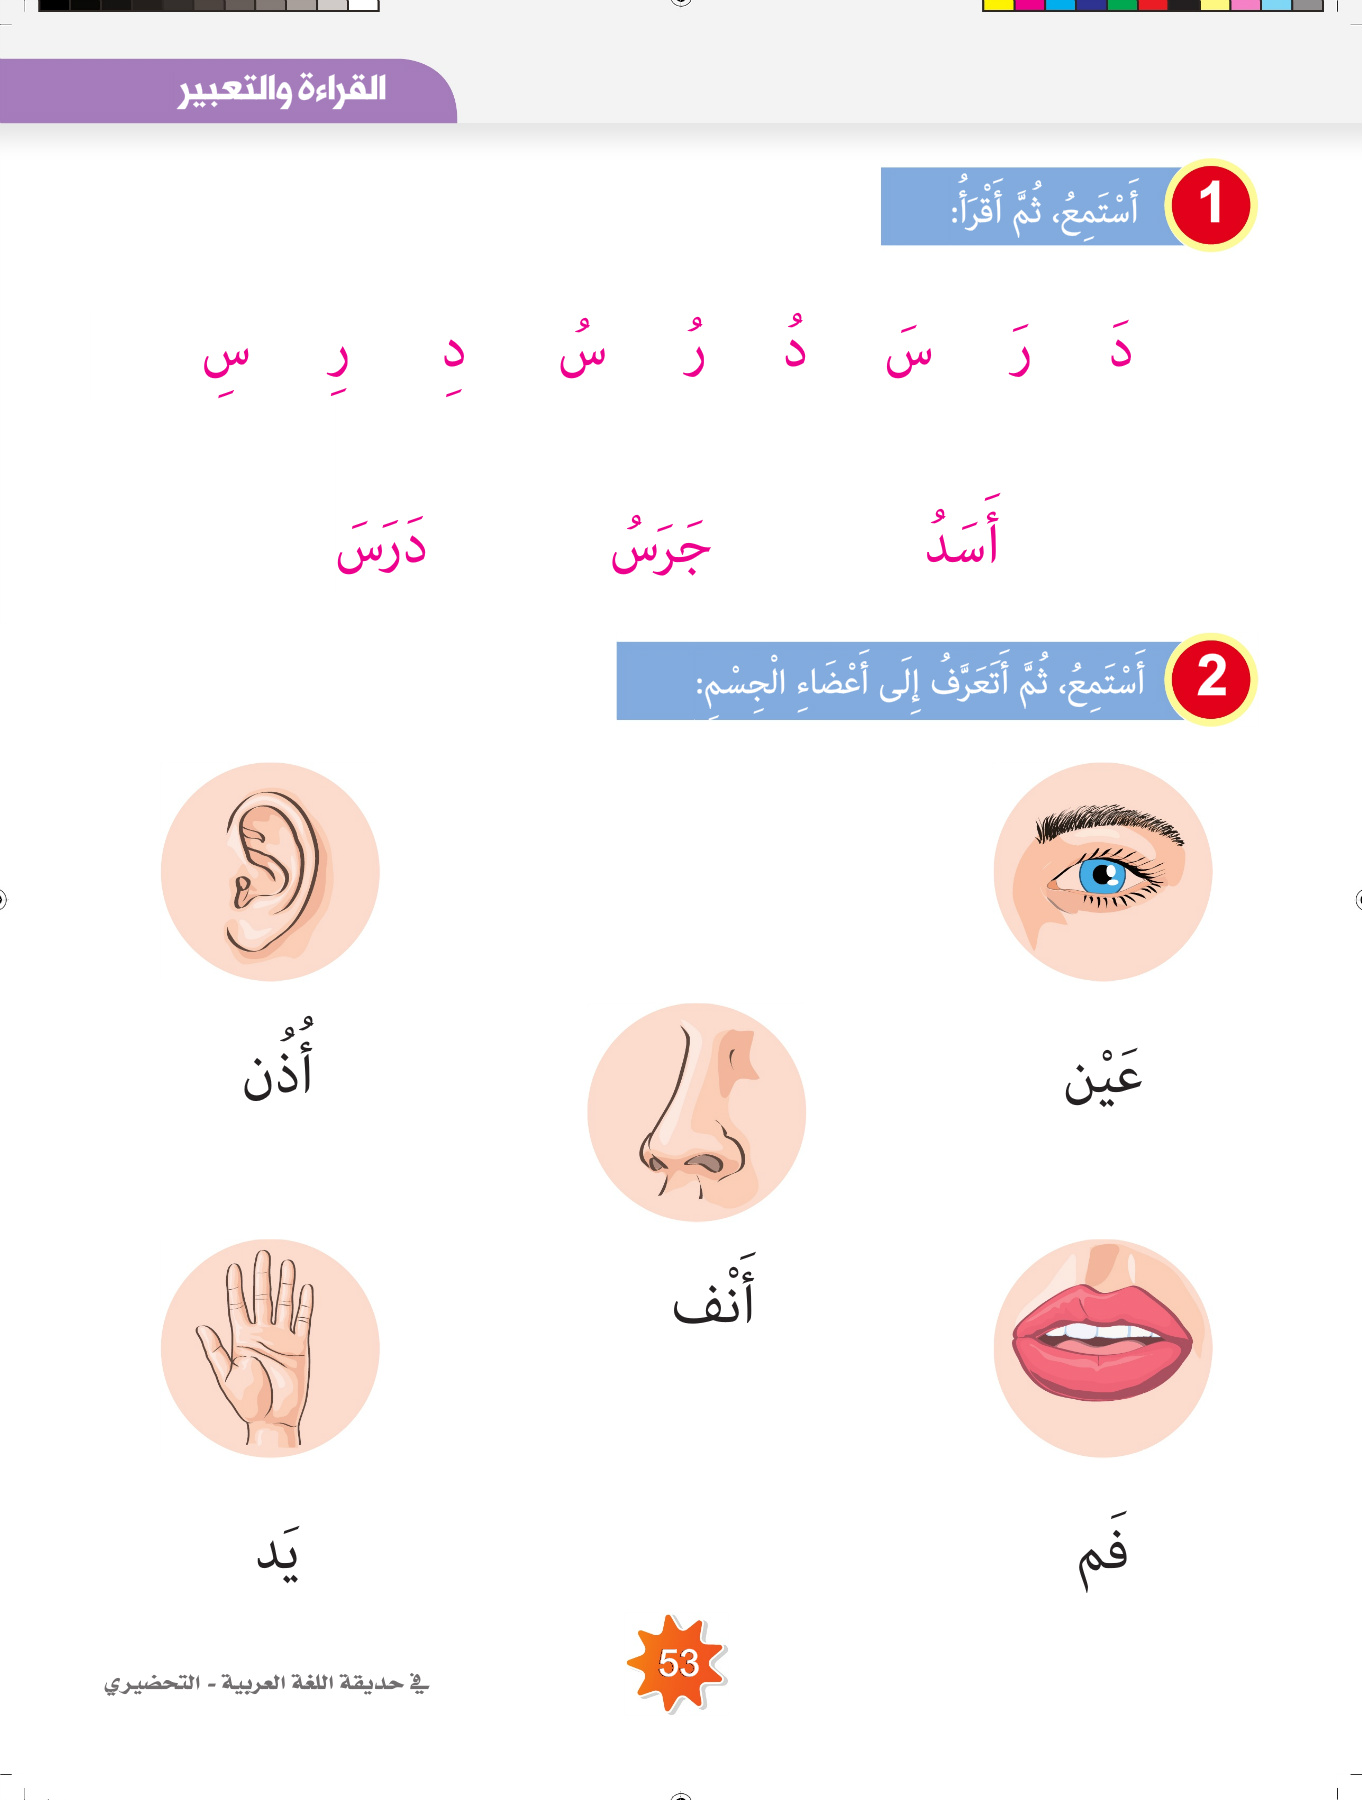 القراءة والتعبير
1 أَسْتَمِعُ، ثُمَّ أَقْرَأُ:
دَ رَ سَ دُ رُ سُ دِ رِ سِ
أَسَدُ جَرَسُ دَرَسَ
2 أَسْتَمِعُ، ثُمَّ أَتَعَرَّفُ إِلَى أَعْضَاءِ الْجِسْمِ:
عَيْن أُذُن
أَنْف
فَم يَد
53
في حديقة اللغة العربية - التحضيري